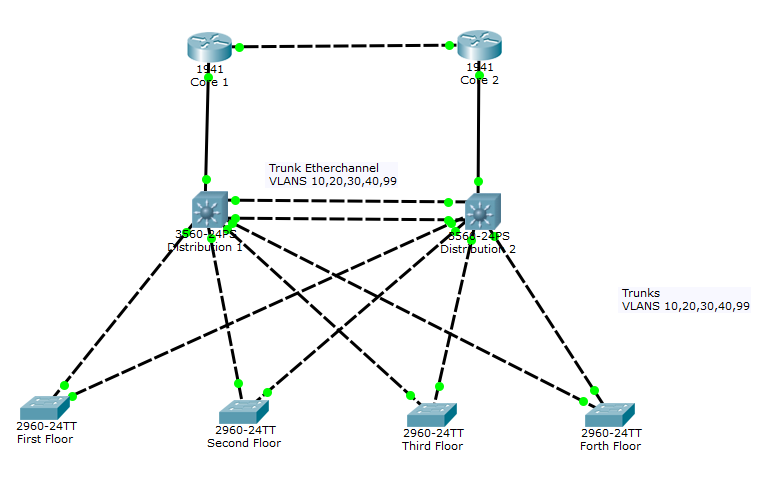 1941
Core 1
1941
Core 2
Trunk Etherchannel
VLANS 10,20,30,40,99
3560-24PS
Distribution 1
3560-24PS
Distribution 2
Trunks
VLANS 10,20,30,40,99
2960-24TT
First Floor
2960-24TT
Second Floor
2960-24TT
Third Floor
2960-24TT
Forth Floor